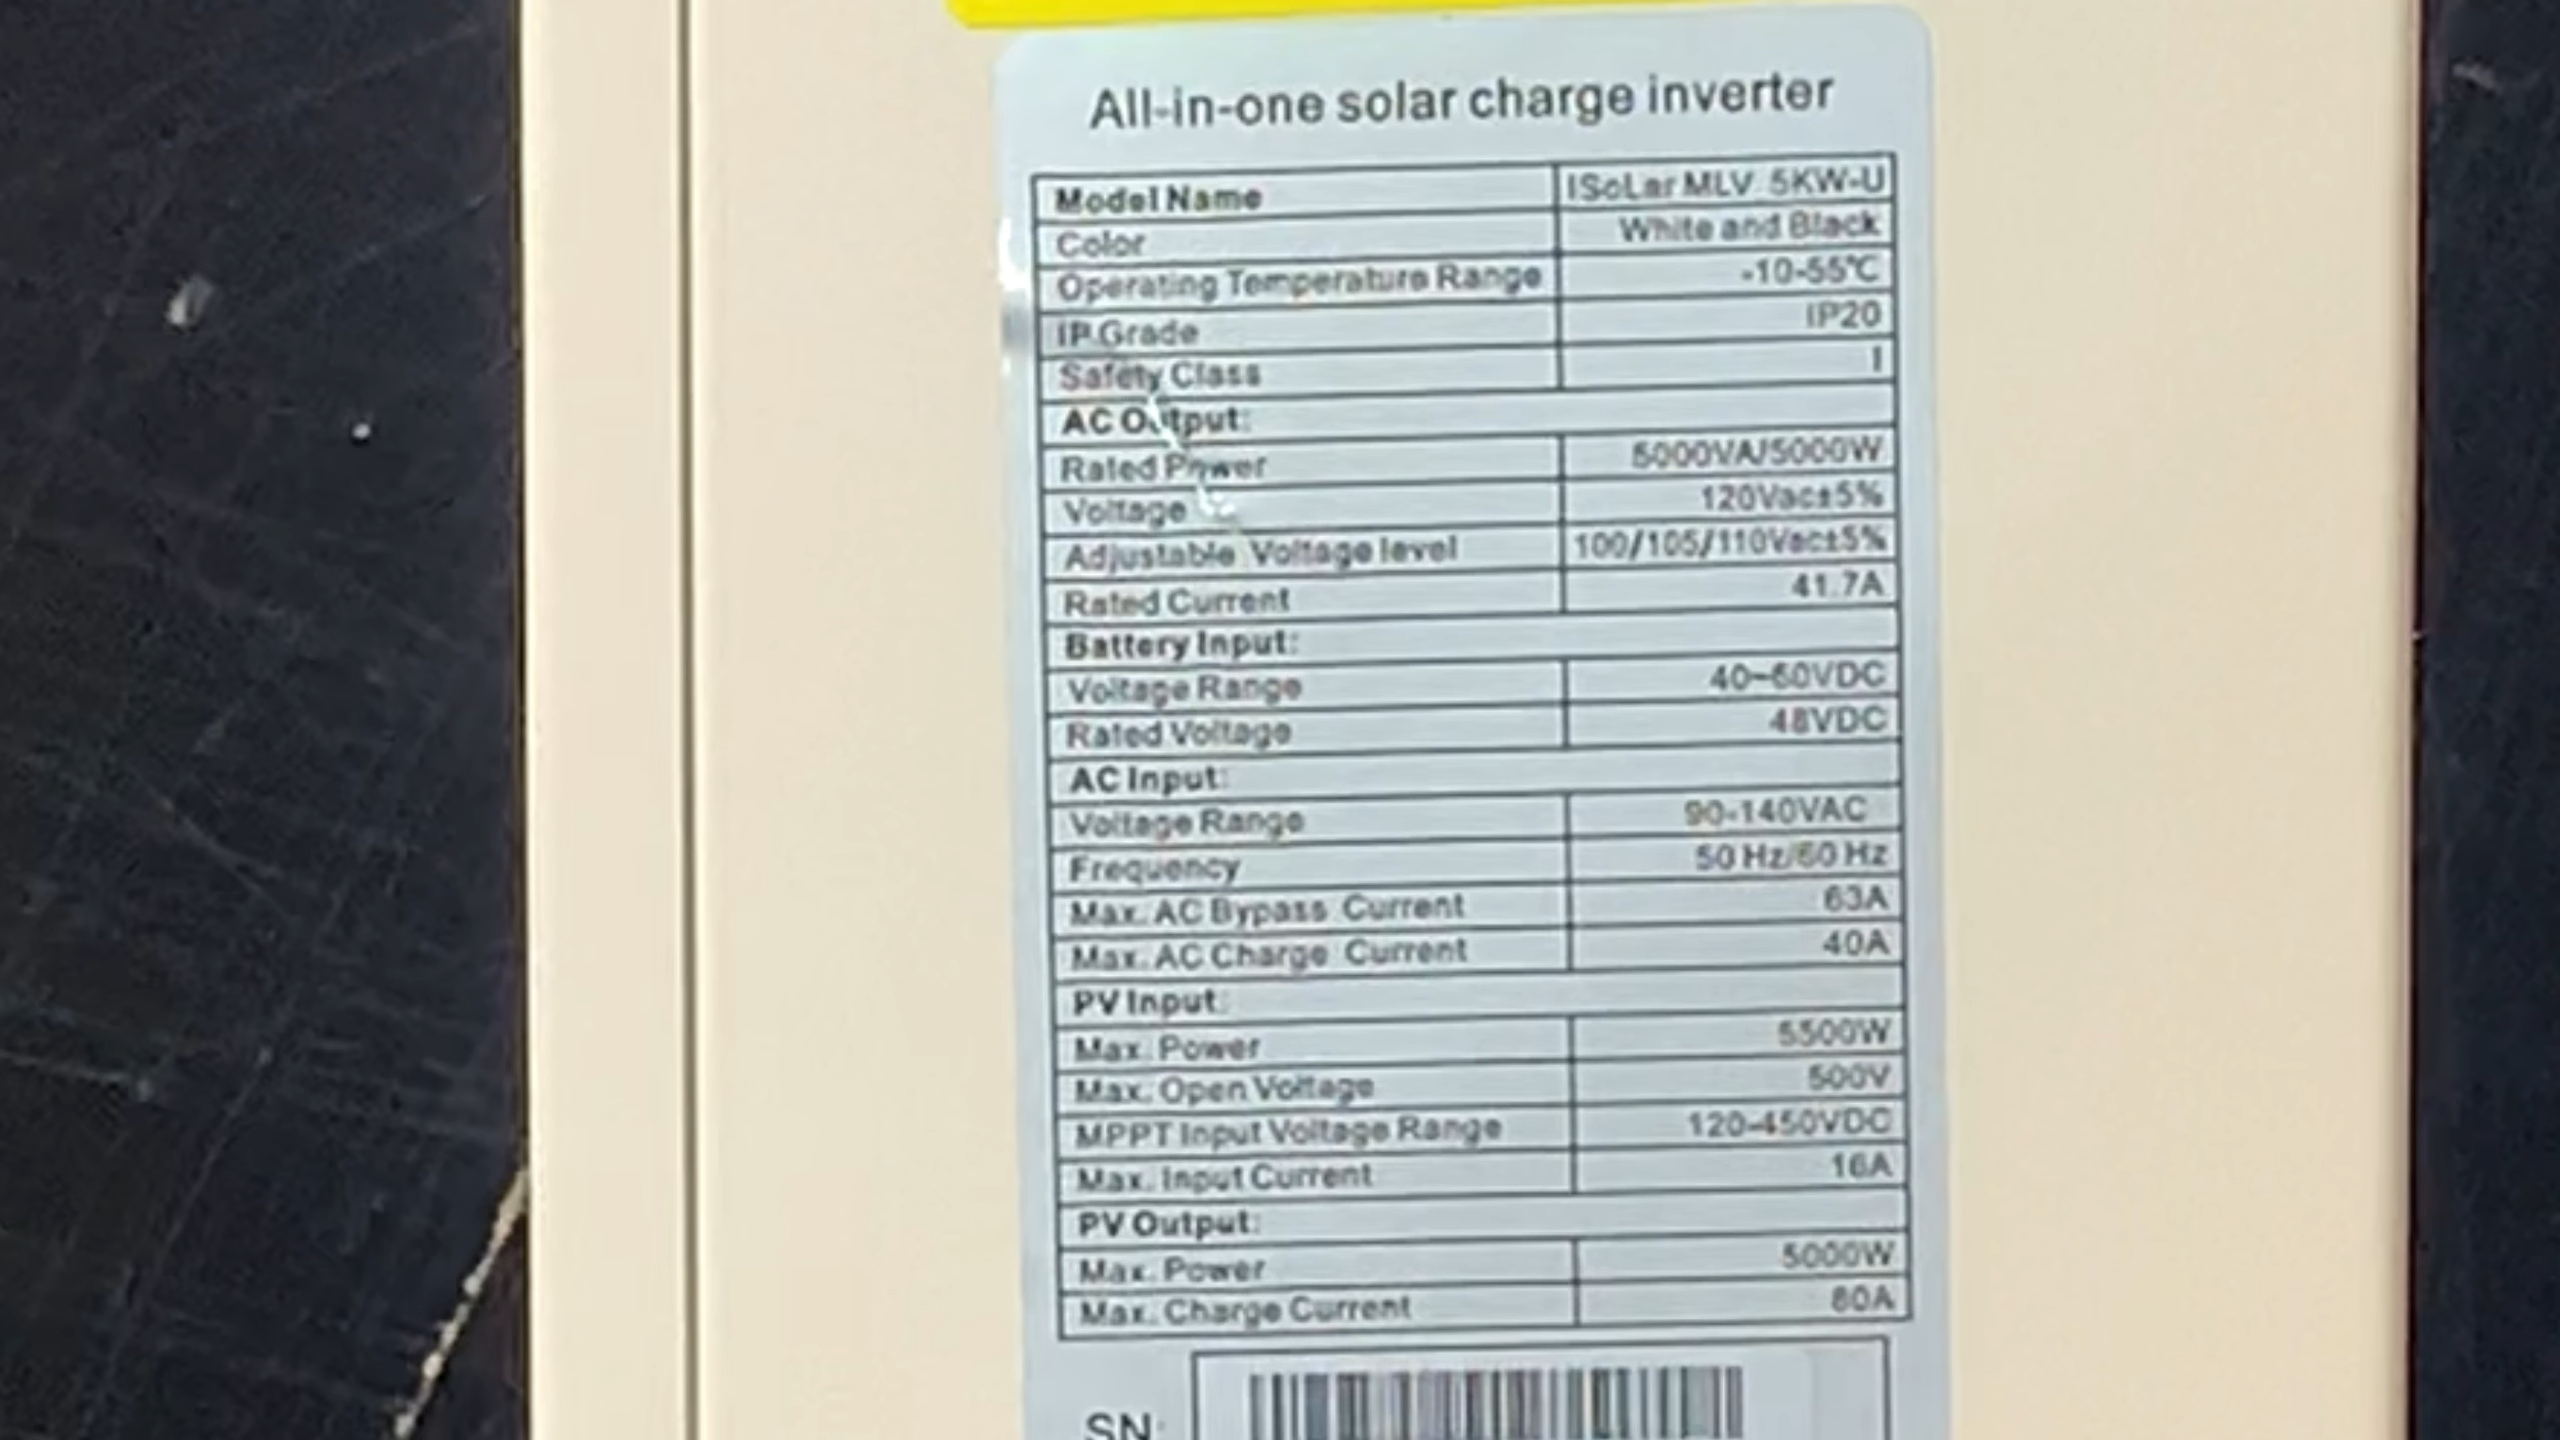 All-in-one solar charge inverter
Model Name ISoLar MLV 5KW-U
Color White and Black
Operating Temperature Range -10-55℃
IP Grade IP20
Safety Class I
AC Output:
Rated Power 5000VA/5000W
Voltage 120Vac±5%
Adjustable Voltage level 100/105/110Vac±5%
Rated Current 41.7A
Battery Input:
Voltage Range 40~60VDC
Rated Voltage 48VDC
AC Input:
Voltage Range 90-140VAC
Frequency 50 Hz/60 Hz
Max. AC Bypass Current 63A
Max. AC Charge Current 40A
PV Input:
Max. Power 5500W
Max. Open Voltage 500V
MPPT Input Voltage Range 120-450VDC
Max. Input Current 16A
PV Output:
Max. Power 5000W
Max. Charge Current 80A
SN: